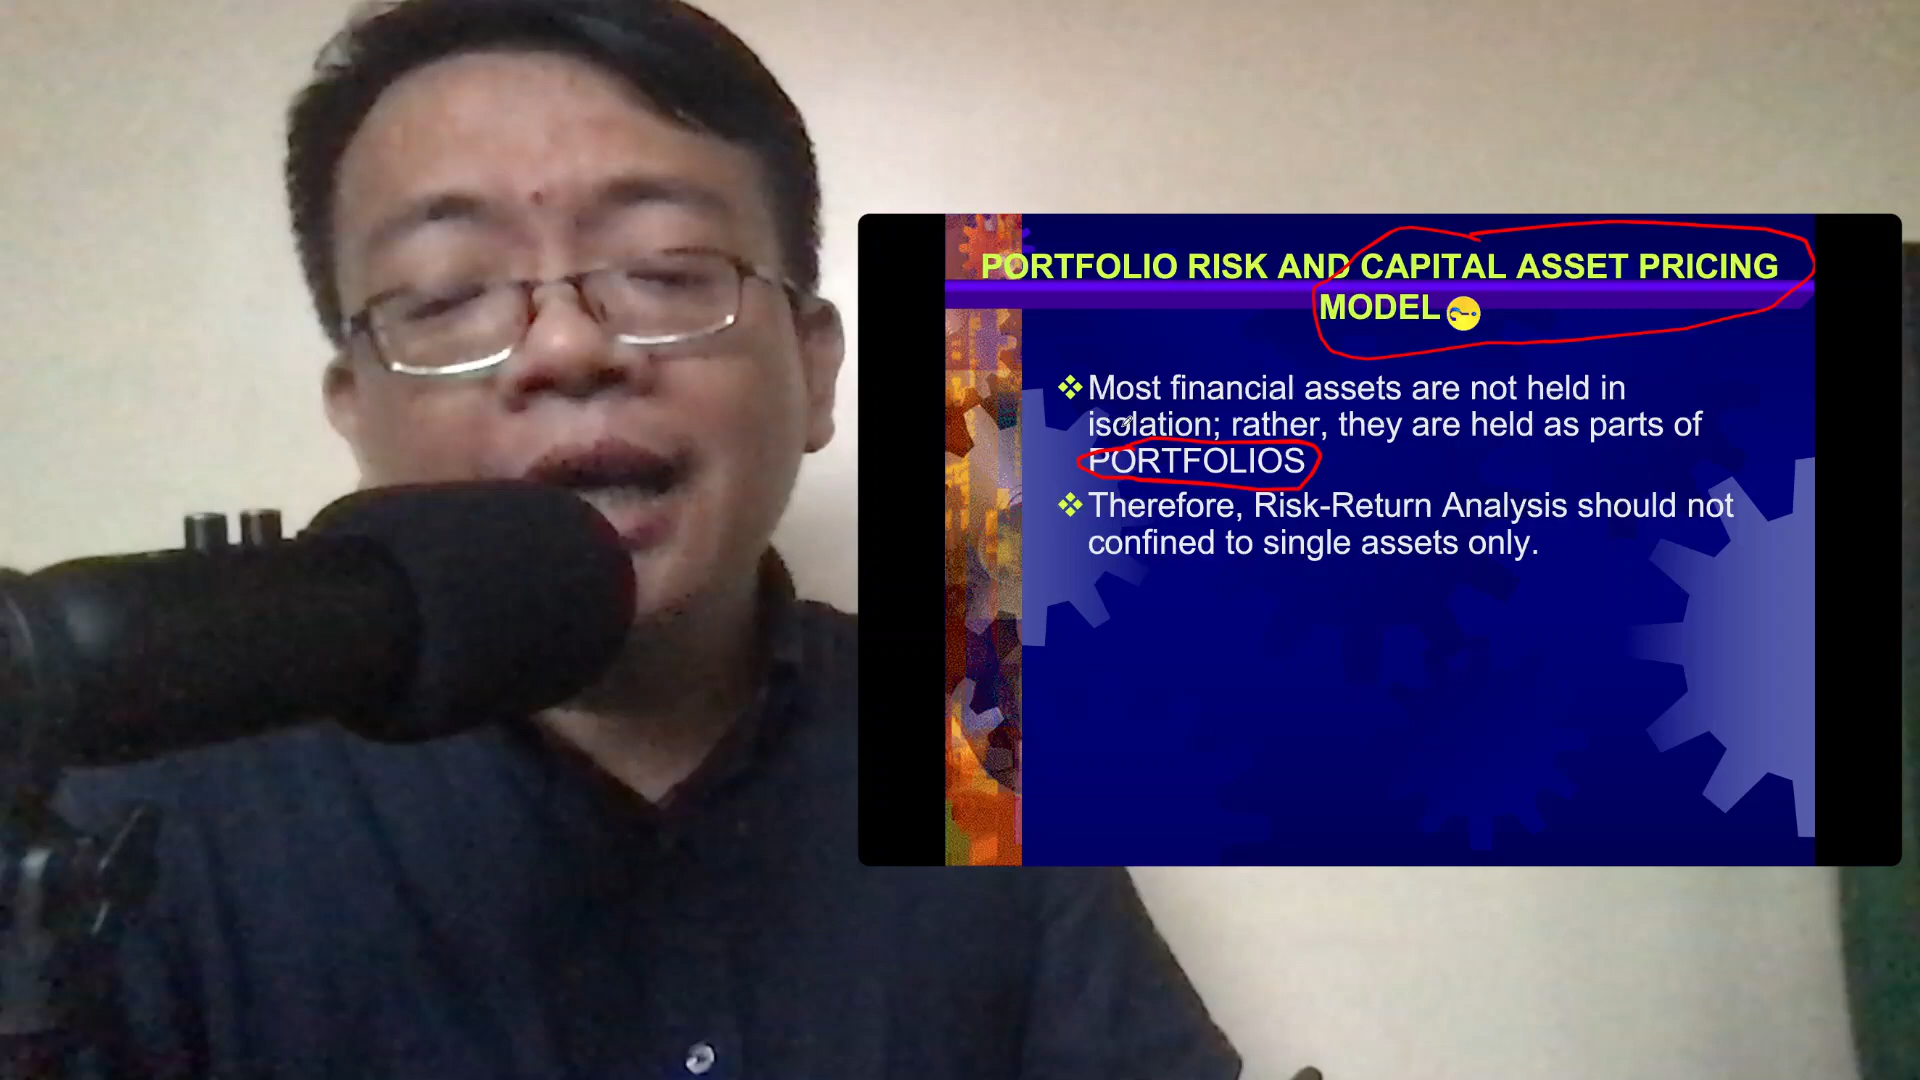 PORTFOLIO RISK AND CAPITAL ASSET PRICING
MODEL
Most financial assets are not held in
isolation; rather, they are held as parts of
PORTFOLIOS
Therefore, Risk-Return Analysis should not
confined to single assets only.